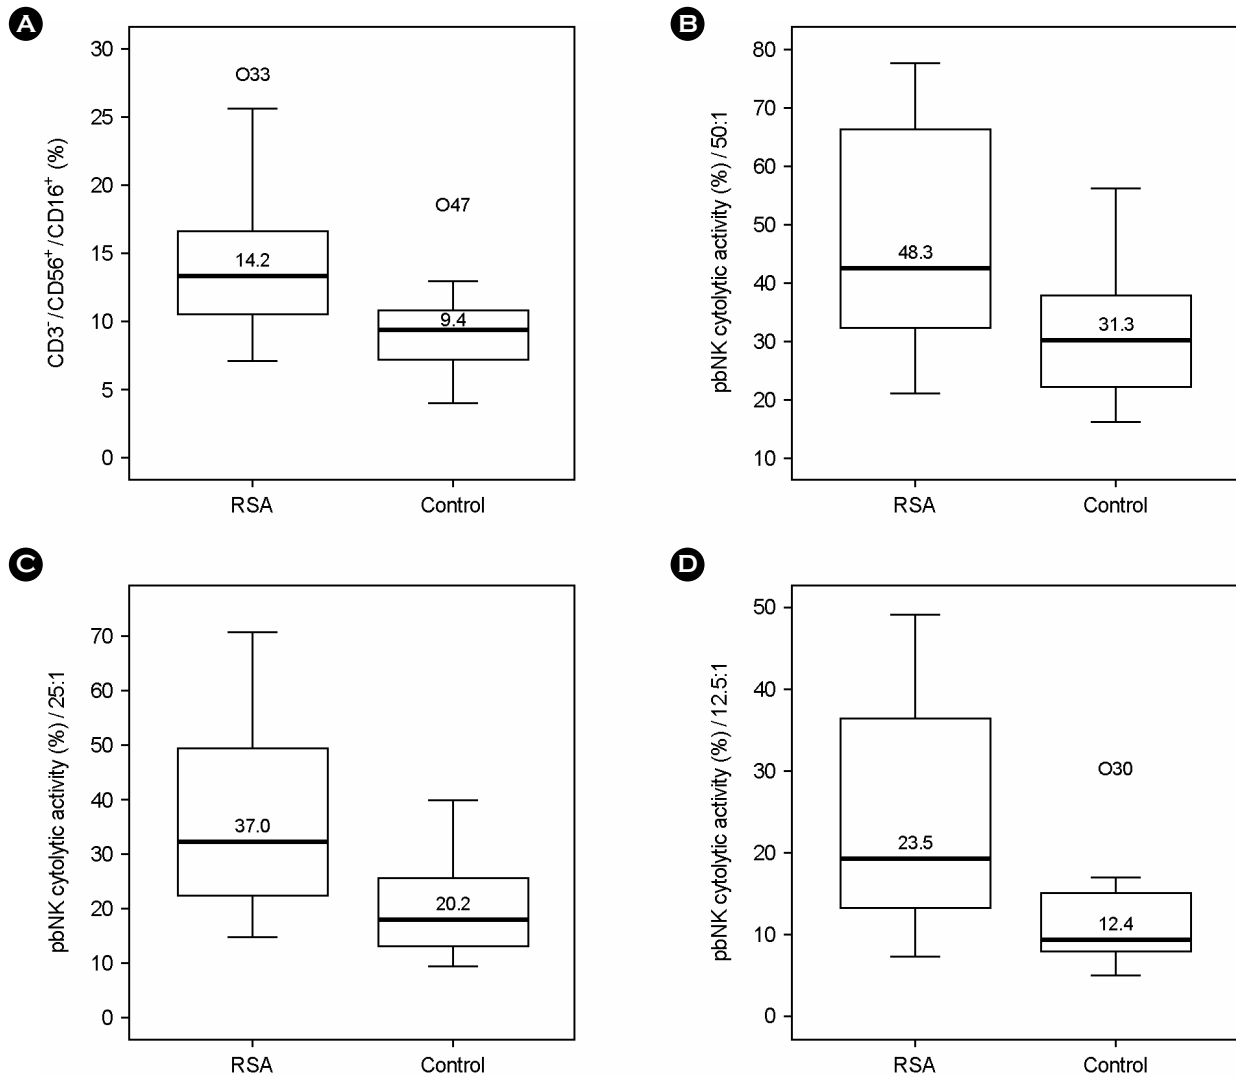 A
CD3⁻/CD56⁺/CD16⁺ (%)
30
25
20
15
10
5
0
O33
14.2
O47
9.4
RSA Control
B
pbNK cytolytic activity (%) / 50:1
80
70
60
50
40
30
20
10
48.3
31.3
RSA Control
C
pbNK cytolytic activity (%) / 25:1
70
60
50
40
30
20
10
0
37.0
20.2
RSA Control
D
pbNK cytolytic activity (%) / 12.5:1
50
40
30
20
10
0
23.5
O30
12.4
RSA Control